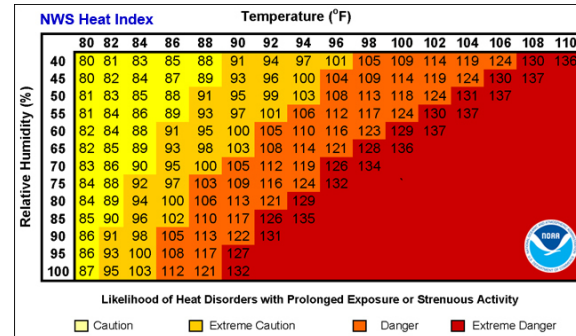 NWS Heat Index Temperature (°F)
80 82 84 86 88 90 92 94 96 98 100 102 104 106 108 110
40 80 81 83 85 88 91 94 97 101 105 109 114 119 124 130 136
45 80 82 84 87 89 93 96 100 104 109 114 119 124 130 137
50 81 83 85 88 91 95 99 103 108 113 118 124 131 137
55 81 84 86 89 93 97 101 106 112 117 124 130 137
60 82 84 88 91 95 100 105 110 116 123 129 137
65 82 85 89 93 98 103 108 114 121 128 136
70 83 86 90 95 100 105 112 119 126 134
75 84 88 92 97 103 109 116 124 132
80 84 89 94 100 106 113 121 129
85 85 90 96 102 110 117 126 135
90 86 91 98 105 113 122 131
95 86 93 100 108 117 127
100 87 95 103 112 121 132
Relative Humidity (%)
NOAA
Likelihood of Heat Disorders with Prolonged Exposure or Strenuous Activity
Caution Extreme Caution Danger Extreme Danger